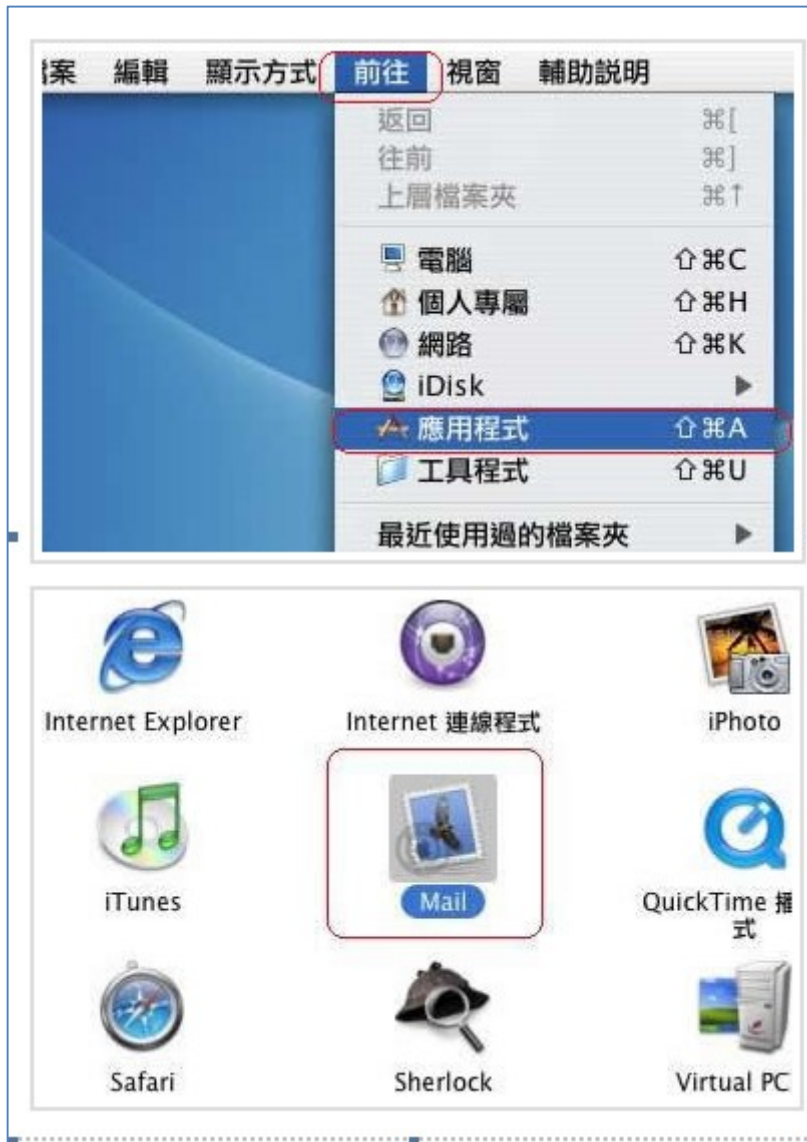 檔案 編輯 顯示方式 前往 視窗 輔助説明
返回 ⌘[
往前 ⌘]
上層檔案夾 ⌘↑
電腦 ⇧⌘C
個人專屬 ⇧⌘H
網路 ⇧⌘K
iDisk ▶
應用程式 ⇧⌘A
工具程式 ⇧⌘U
最近使用過的檔案夾 ▶
Internet Explorer Internet 連線程式 iPhoto
iTunes Mail QuickTime 播
式
Safari Sherlock Virtual PC